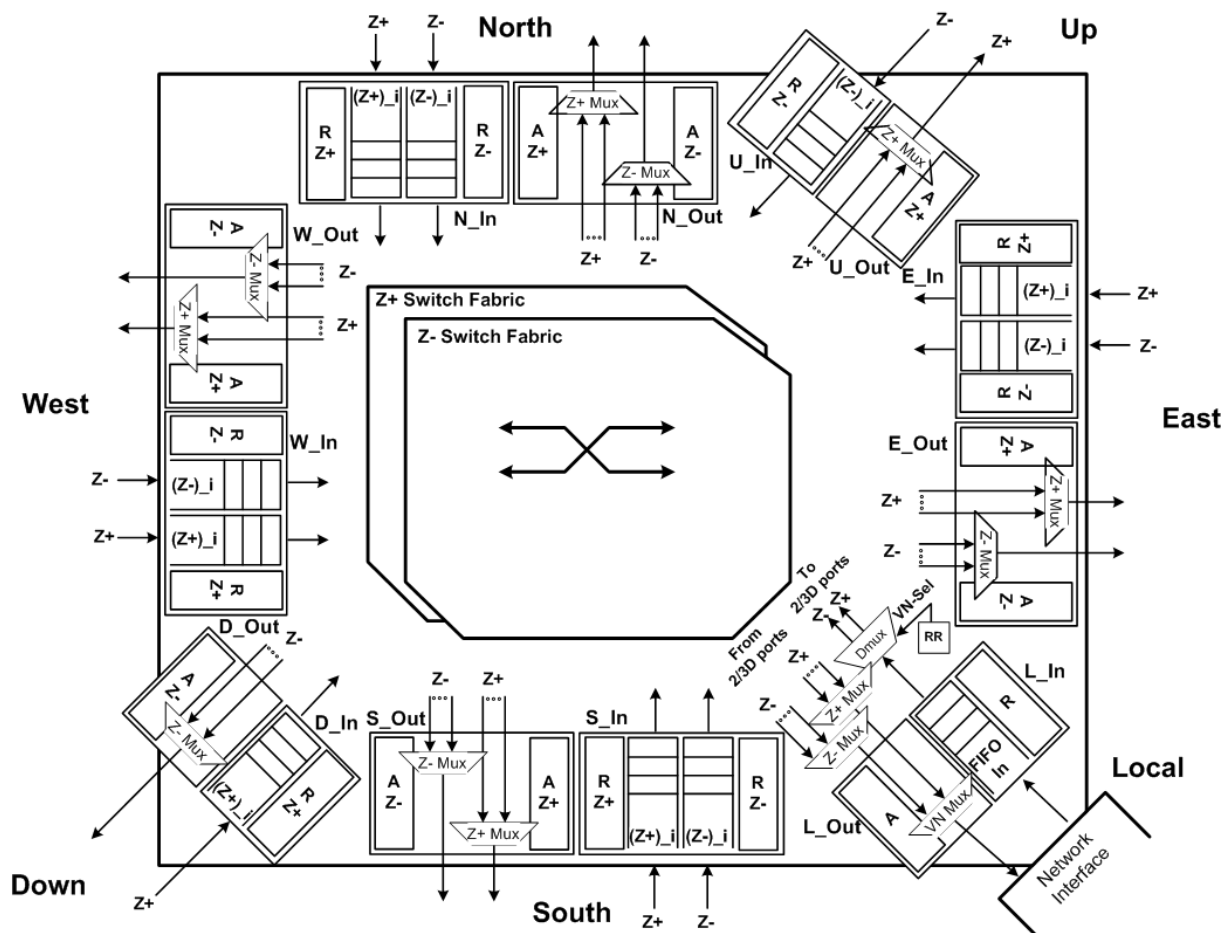 Z+
Z-
North
Z-
Z+
Up
R
Z+
(Z+)_i
(Z-)_i
R
Z-
N_In
A
Z+
Z+ Mux
Z- Mux
A
Z-
N_Out
Z+
Z-
R
Z-
(Z-)_i
U_In
Z+ Mux
A
Z+
Z+
U_Out
A
Z-
W_Out
Z- Mux
Z-
Z+ Mux
Z+
A
Z+
West
E_In
R
Z+
(Z+)_i
Z+
(Z-)_i
Z-
R
Z-
East
Z+ Switch Fabric
Z- Switch Fabric
R
Z-
W_In
Z-
(Z-)_i
Z+
(Z+)_i
R
Z+
E_Out
A
Z+
Z+
Z+ Mux
Z-
Z- Mux
A
Z-
D_Out
Z-
A
Z-
Z- Mux
D_In
(Z+)_i
R
Z+
Z+
Down
S_Out
Z-
Z+
A
Z-
Z- Mux
Z+ Mux
A
Z+
S_In
R
Z+
(Z+)_i
(Z-)_i
R
Z-
South
Z+
Z-
To
2/3D ports
Z+
Z-
VN-Sel
Dmux
RR
From
2/3D ports
Z+
Z+ Mux
Z-
Z- Mux
L_In
R
FIFO
In
Local
L_Out
A
VN Mux
Network
Interface